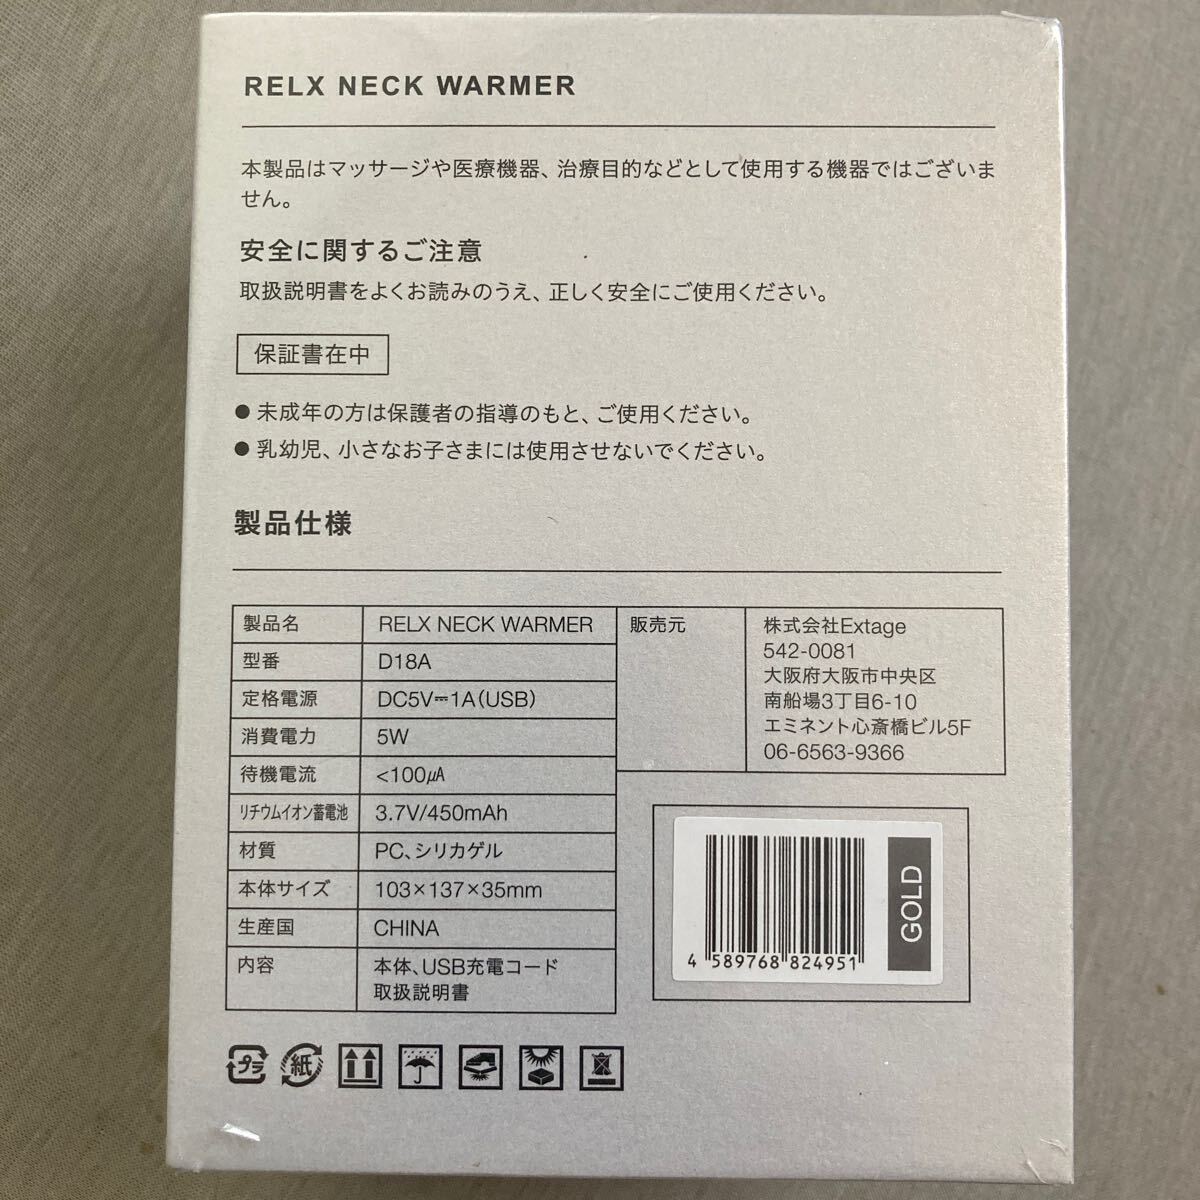 RELX NECK WARMER
本製品はマッサージや医療機器、治療目的などとして使用する機器ではございま
せん。
安全に関するご注意
取扱説明書をよくお読みのうえ、正しく安全にご使用ください。
保証書在中
● 未成年の方は保護者の指導のもと、ご使用ください。
● 乳幼児、小さなお子さまには使用させないでください。
製品仕様
製品名 RELX NECK WARMER
型番 D18A
定格電源 DC5V⎓1A(USB)
消費電力 5W
待機電流 <100μA
リチウムイオン蓄電池 3.7V/450mAh
材質 PC、シリカゲル
本体サイズ 103×137×35mm
生産国 CHINA
内容 本体、USB充電コード
取扱説明書
販売元 株式会社Extage
542-0081
大阪府大阪市中央区
南船場3丁目6-10
エミネント心斎橋ビル5F
06-6563-9366
4 589768 824951
GOLD
プラ 紙